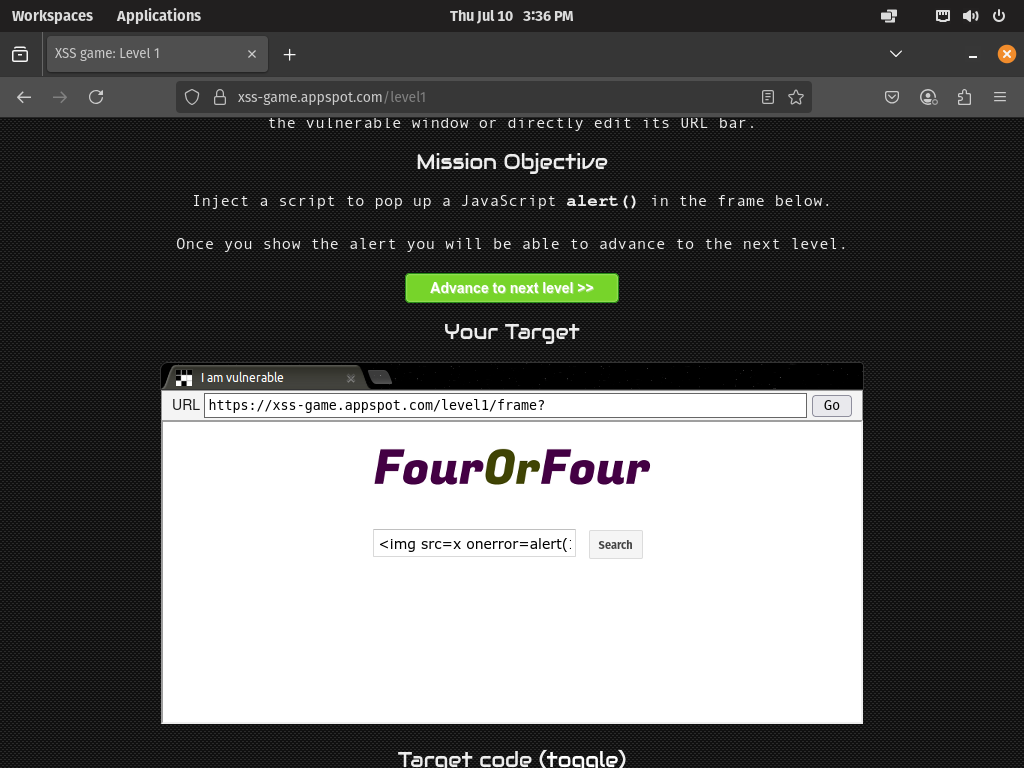 Workspaces Applications Thu Jul 10 3:36 PM
XSS game: Level 1
xss-game.appspot.com/level1
the vulnerable window or directly edit its URL bar.
Mission Objective
Inject a script to pop up a JavaScript alert() in the frame below.
Once you show the alert you will be able to advance to the next level.
Advance to next level >>
Your Target
I am vulnerable
URL https://xss-game.appspot.com/level1/frame? Go
FourOrFour
<img src=x onerror=alert( Search
Target code (toggle)